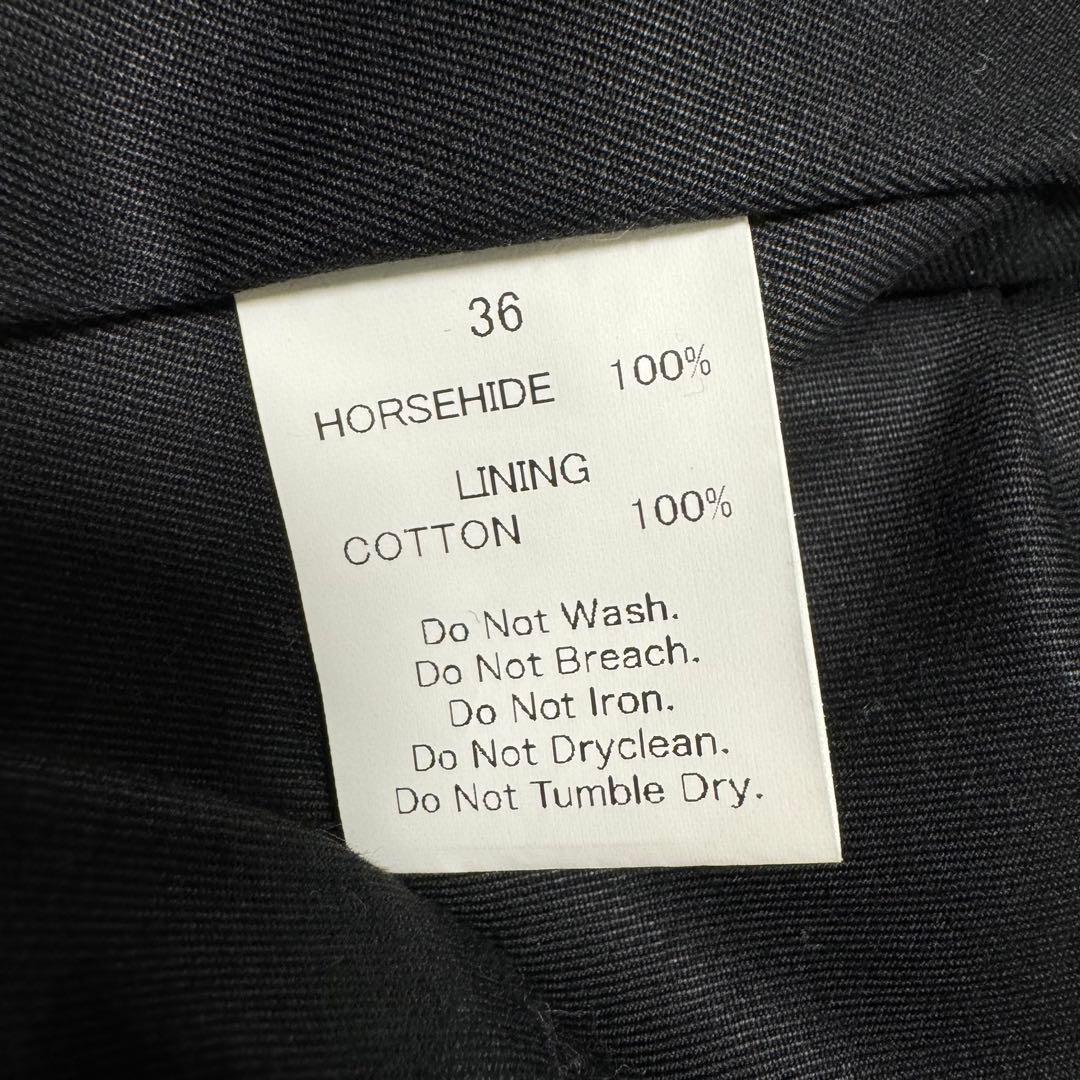 36
HORSEHIDE 100%
LINING
COTTON 100%
Do Not Wash.
Do Not Breach.
Do Not Iron.
Do Not Dryclean.
Do Not Tumble Dry.